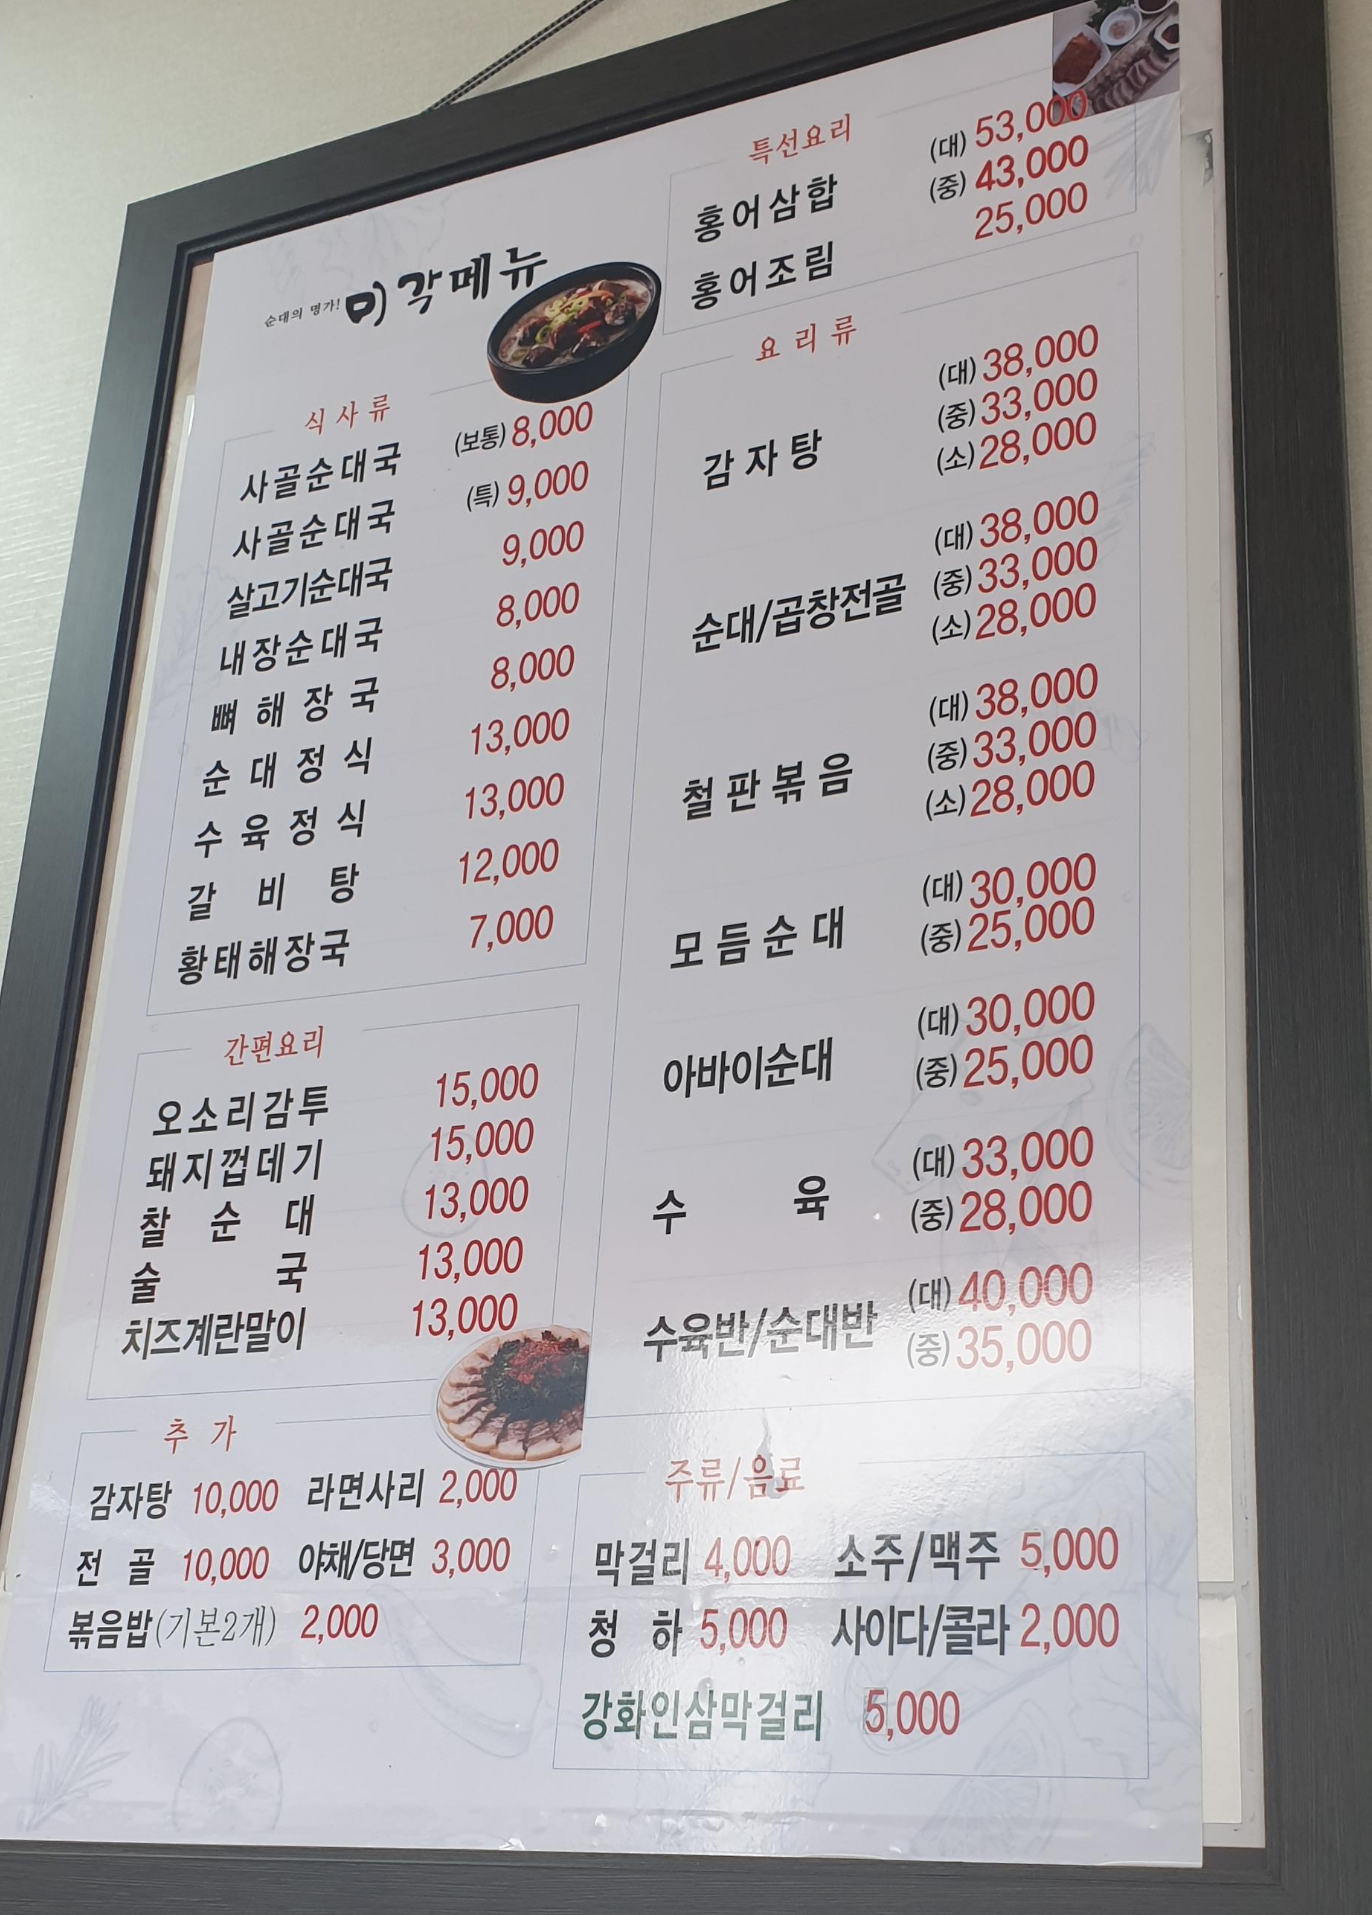 순대의 명가! 미각메뉴
식사류
사골순대국 (보통) 8,000
사골순대국 (특) 9,000
살고기순대국 9,000
내장순대국 8,000
뼈해장국 8,000
순대정식 13,000
수육정식 13,000
갈비탕 12,000
황태해장국 7,000
간편요리
오소리감투 15,000
돼지껍데기 15,000
찰순대 13,000
술국 13,000
치즈계란말이 13,000
추가
감자탕 10,000 라면사리 2,000
전골 10,000 야채/당면 3,000
볶음밥(기본2개) 2,000
특선요리
홍어삼합 (대) 53,000
(중) 43,000
홍어조림 25,000
요리류
감자탕 (대) 38,000
(중) 33,000
(소) 28,000
순대/곱창전골 (대) 38,000
(중) 33,000
(소) 28,000
철판볶음 (대) 38,000
(중) 33,000
(소) 28,000
모듬순대 (대) 30,000
(중) 25,000
아바이순대 (대) 30,000
(중) 25,000
수육 (대) 33,000
(중) 28,000
수육반/순대반 (대) 40,000
(중) 35,000
주류/음료
막걸리 4,000 소주/맥주 5,000
청하 5,000 사이다/콜라 2,000
강화인삼막걸리 5,000